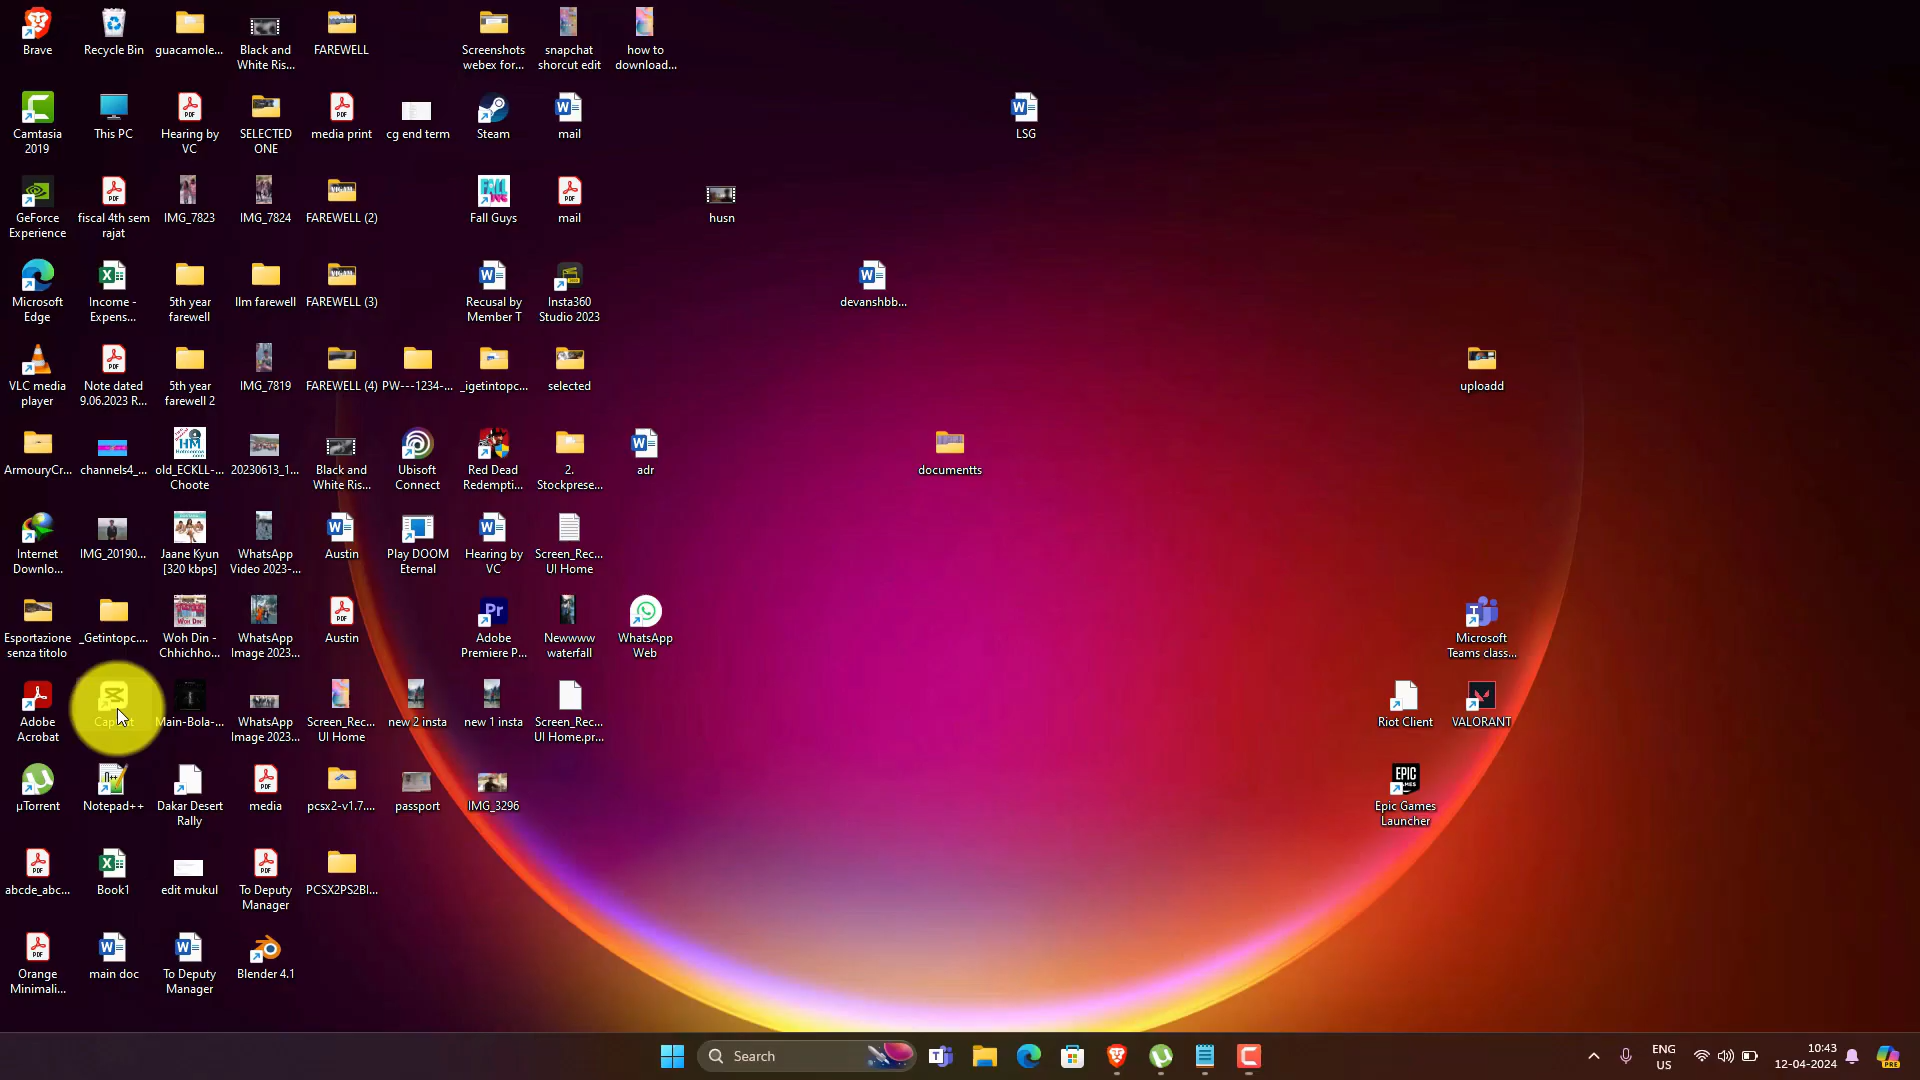 Brave
Recycle Bin
guacamole...
Black and
White Ris...
FAREWELL
Screenshots
webex for...
snapchat
shorcut edit
how to
download...
Camtasia
2019
This PC
Hearing by
VC
SELECTED
ONE
media print
cg end term
Steam
mail
LSG
GeForce
Experience
fiscal 4th sem
rajat
IMG_7823
IMG_7824
FAREWELL (2)
Fall Guys
mail
husn
Microsoft
Edge
Income -
Expens...
5th year
farewell
llm farewell
FAREWELL (3)
Recusal by
Member T
Insta360
Studio 2023
devanshbb...
VLC media
player
Note dated
9.06.2023 R...
5th year
farewell 2
IMG_7819
FAREWELL (4)
PW---1234-...
_igetintopc...
selected
uploadd
ArmouryCr...
channels4_...
old_ECKLL-...
Choote
20230613_1...
Black and
White Ris...
Ubisoft
Connect
Red Dead
Redempti...
2.
Stockprese...
adr
documentts
Internet
Downlo...
IMG_20190...
Jaane Kyun
[320 kbps]
WhatsApp
Video 2023-...
Austin
Play DOOM
Eternal
Hearing by
VC
Screen_Rec...
UI Home
Esportazione
senza titolo
_Getintopc....
Woh Din -
Chhichho...
WhatsApp
Image 2023...
Austin
Adobe
Premiere P...
Newwww
waterfall
WhatsApp
Web
Microsoft
Teams class...
Adobe
Acrobat
Main-Bola-...
WhatsApp
Image 2023...
Screen_Rec...
UI Home
new 2 insta
new 1 insta
Screen_Rec...
UI Home.pr...
Riot Client
VALORANT
µTorrent
Notepad++
Dakar Desert
Rally
media
pcsx2-v1.7....
passport
IMG_3296
Epic Games
Launcher
abcde_abc...
Book1
edit mukul
To Deputy
Manager
PCSX2PS2BI...
Orange
Minimali...
main doc
To Deputy
Manager
Blender 4.1
Search
ENG
US
10:43
12-04-2024